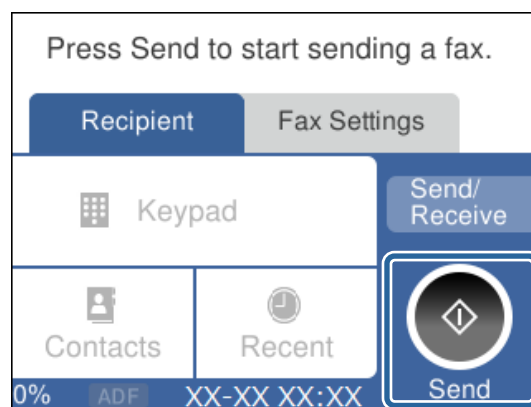 Press Send to start sending a fax.
Recipient
Fax Settings
Keypad
Send/
Receive
Contacts
Recent
Send
0%
ADF
XX-XX XX:XX